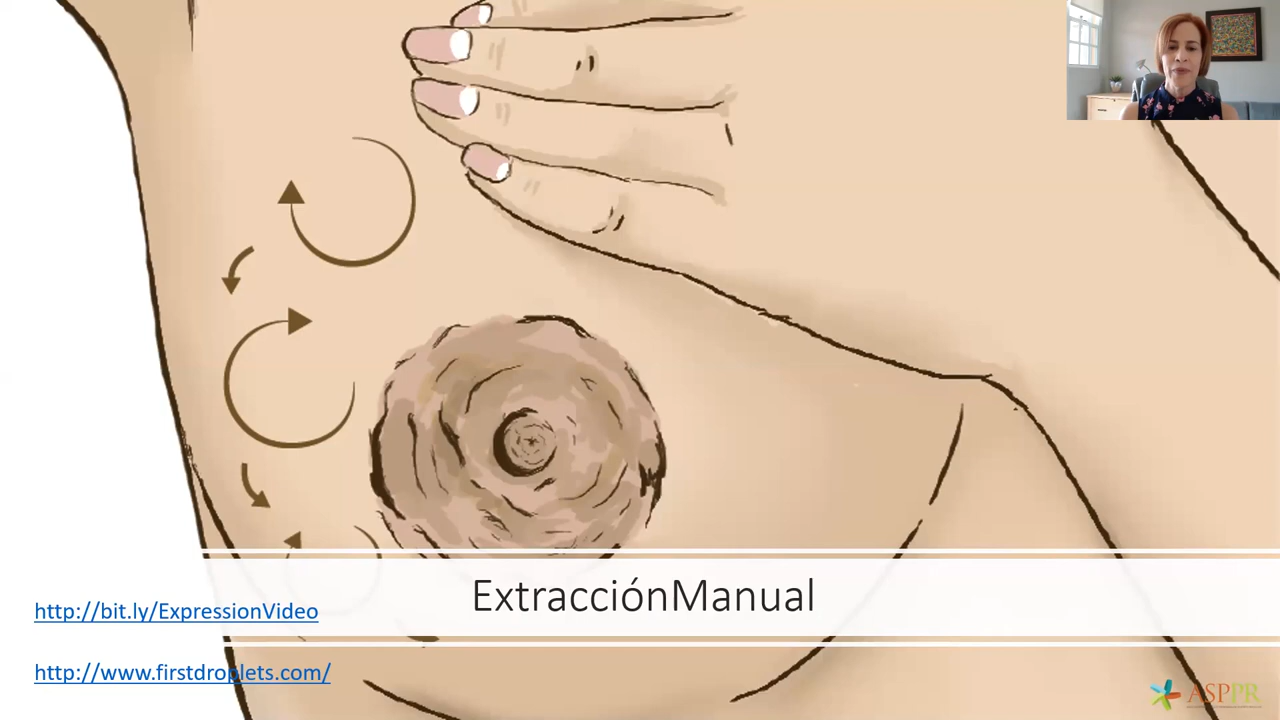 ExtracciónManual
http://bit.ly/ExpressionVideo
http://www.firstdroplets.com/
ASPPR